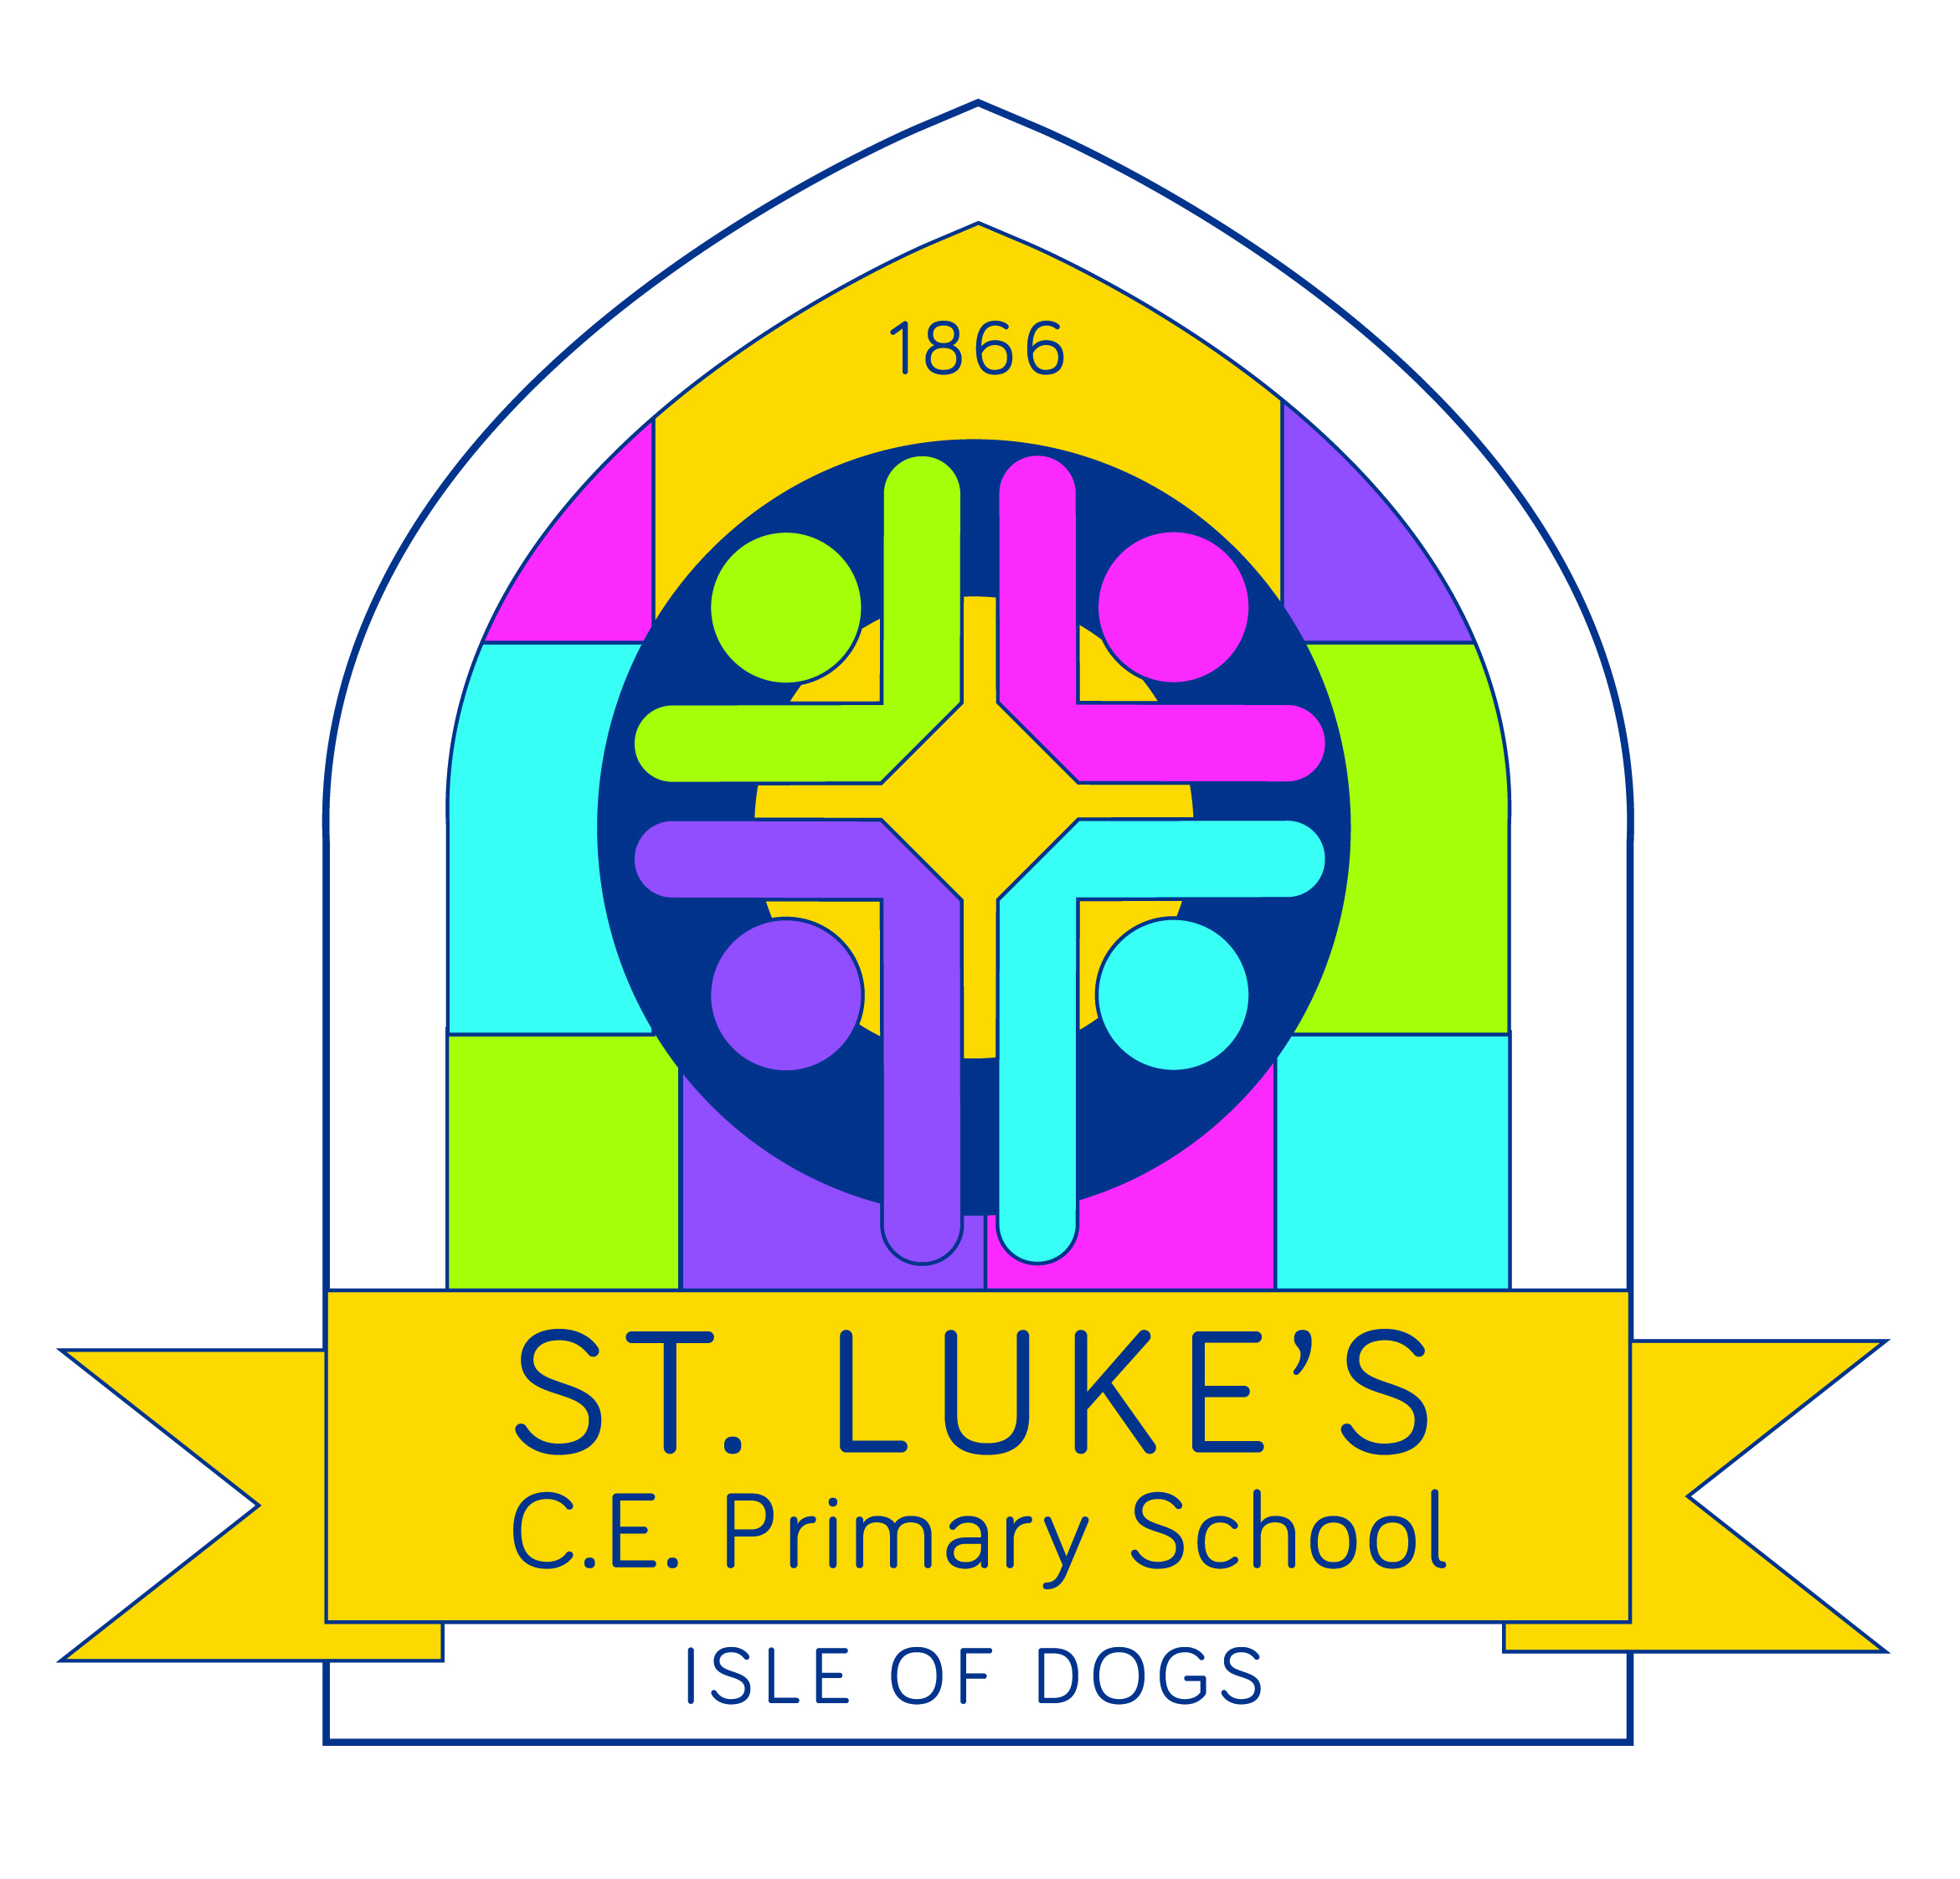 1866
ST. LUKE’S
C.E. Primary School
ISLE OF DOGS